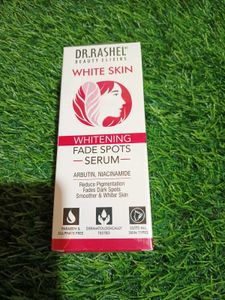 DR.RASHEL®
BEAUTY ELIXIRS
WHITE SKIN
WHITENING
FADE SPOTS
SERUM
ARBUTIN, NIACINAMIDE
Reduce Pigmentation
Fades Dark Spots
Smoother & Whiter Skin
PARABEN &
SULPHATE FREE
DERMATOLOGICALLY
TESTED
SUITS ALL
SKIN TYPES